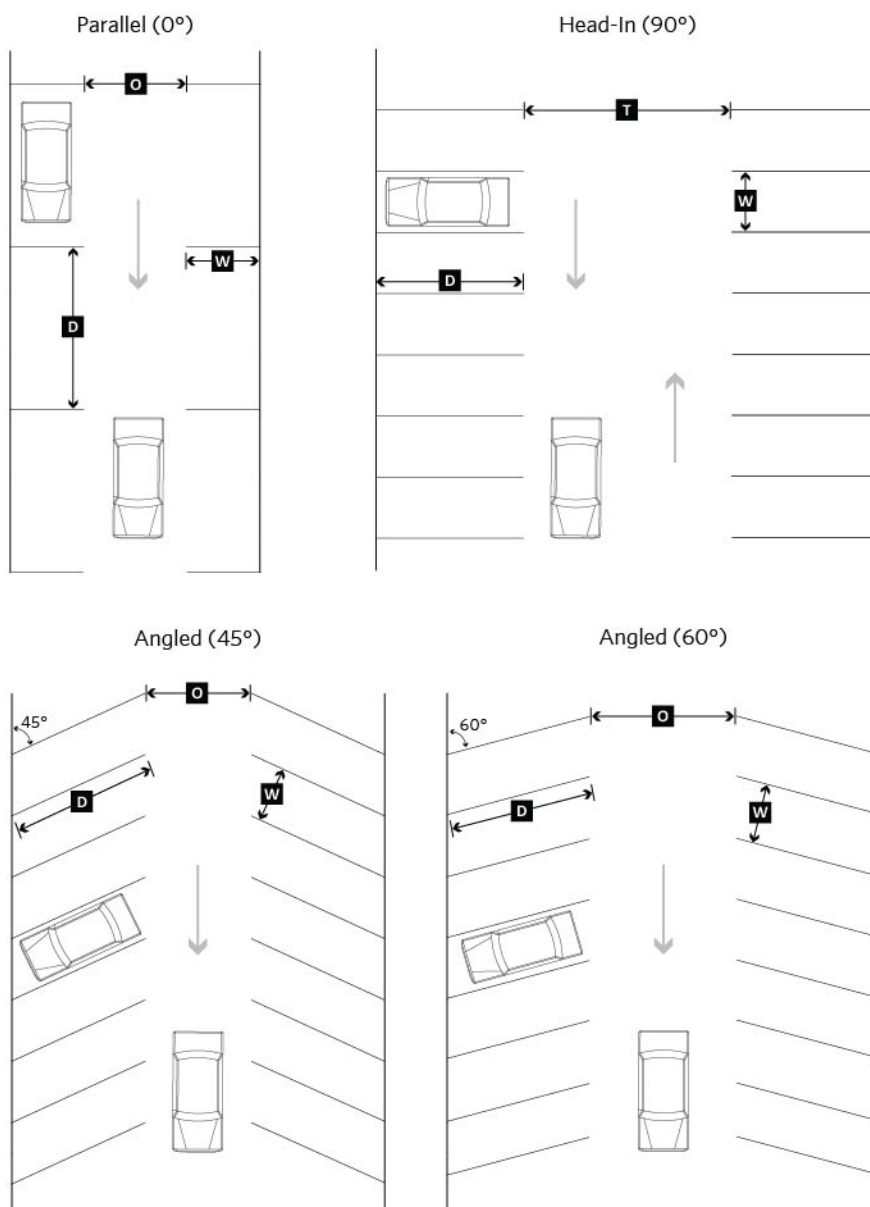 Parallel (0°)
Head-In (90°)
O
W
D
T
W
D
Angled (45°)
Angled (60°)
45°
O
D
W
60°
O
D
W